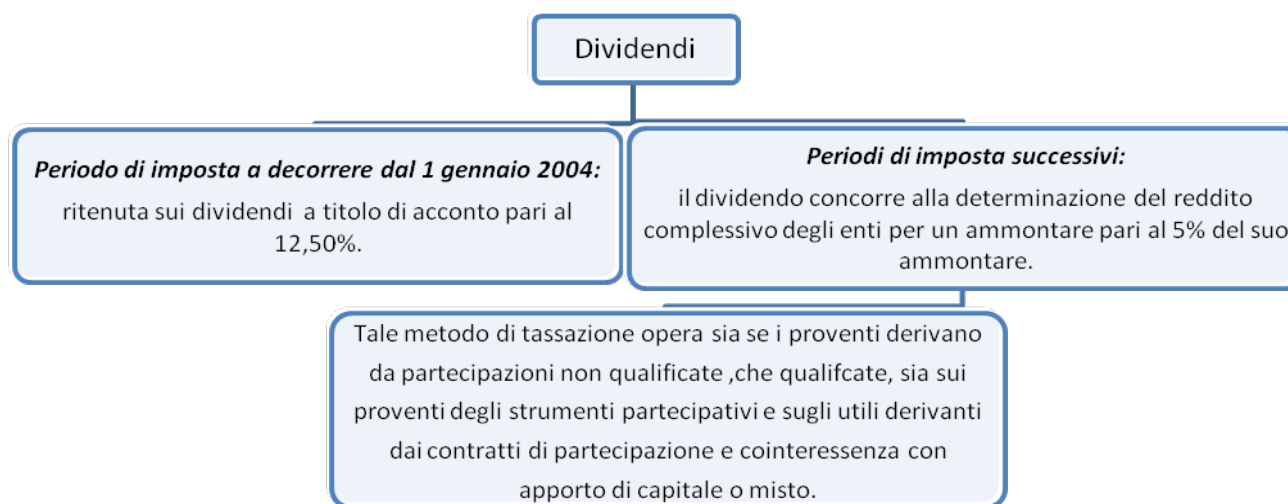 Dividendi
Periodo di imposta a decorrere dal 1 gennaio 2004:
ritenuta sui dividendi a titolo di acconto pari al
12,50%.
Periodi di imposta successivi:
il dividendo concorre alla determinazione del reddito
complessivo degli enti per un ammontare pari al 5% del suo
ammontare.
Tale metodo di tassazione opera sia se i proventi derivano
da partecipazioni non qualificate ,che qualifcate, sia sui
proventi degli strumenti partecipativi e sugli utili derivanti
dai contratti di partecipazione e cointeressenza con
apporto di capitale o misto.